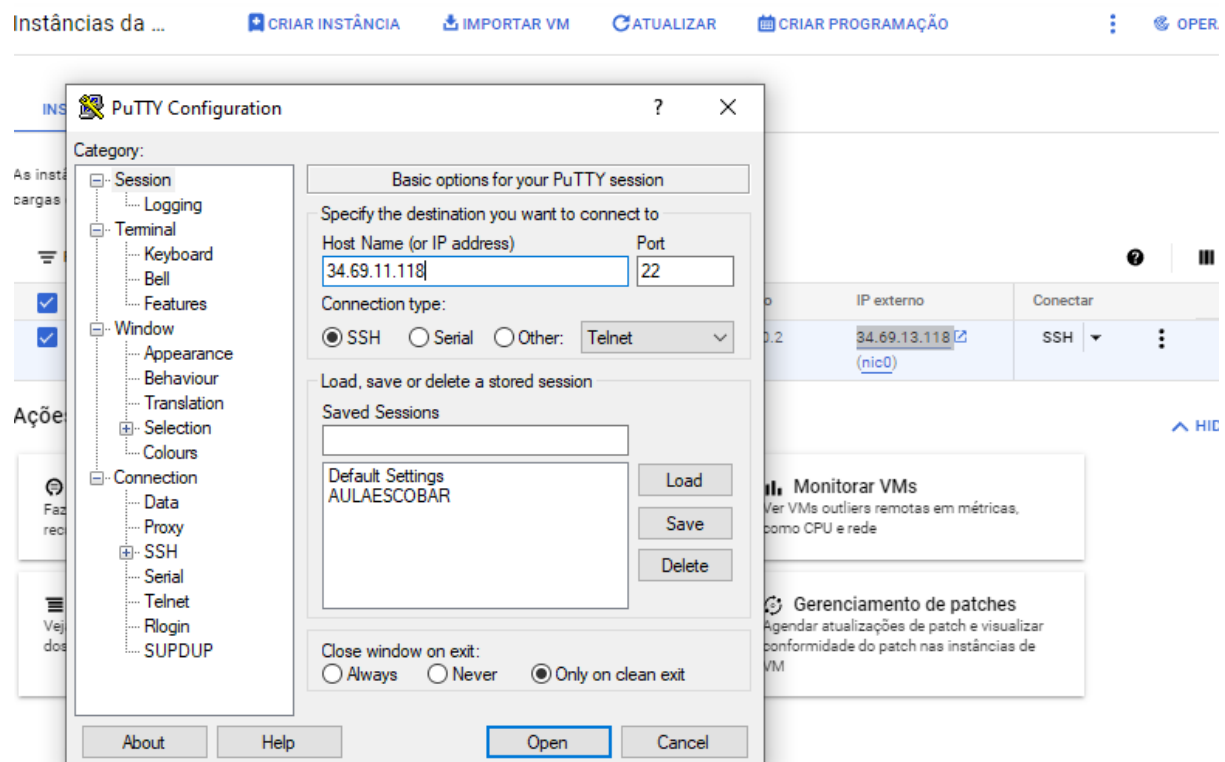 Instâncias da ...
CRIAR INSTÂNCIA
IMPORTAR VM
ATUALIZAR
CRIAR PROGRAMAÇÃO
INS
PuTTY Configuration
?
Category:
Session
Logging
Terminal
Keyboard
Bell
Features
Window
Appearance
Behaviour
Translation
Selection
Colours
Connection
Data
Proxy
SSH
Serial
Telnet
Rlogin
SUPDUP
Basic options for your PuTTY session
Specify the destination you want to connect to
Host Name (or IP address) Port
34.69.11.118 22
Connection type:
SSH Serial Other: Telnet
Load, save or delete a stored session
Saved Sessions
Default Settings
AULAESCOBAR
Load
Save
Delete
Close window on exit:
Always Never Only on clean exit
About Help Open Cancel
As
cargas
IP externo Conectar
0.2 34.69.13.118 SSH
(nic0)
Monitorar VMs
Ver VMs outliers remotas em métricas,
como CPU e rede
Gerenciamento de patches
Agendar atualizações de patch e visualizar
conformidade do patch nas instâncias de
VM